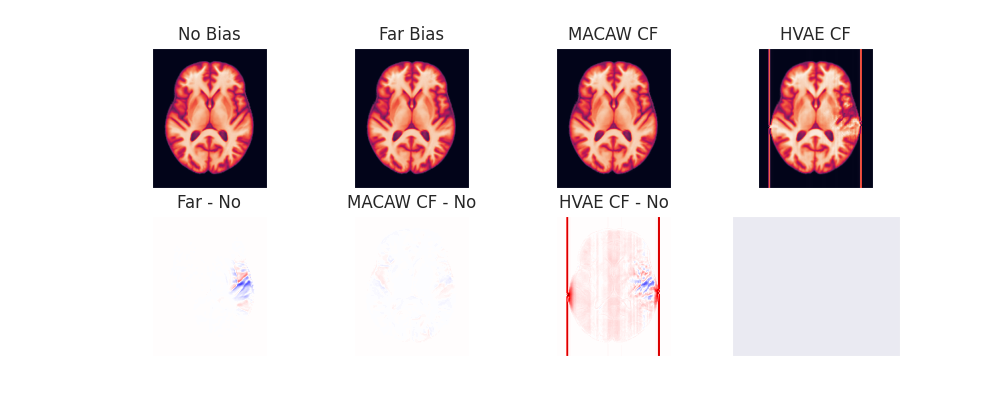 No Bias
Far Bias
MACAW CF
HVAE CF
Far - No
MACAW CF - No
HVAE CF - No